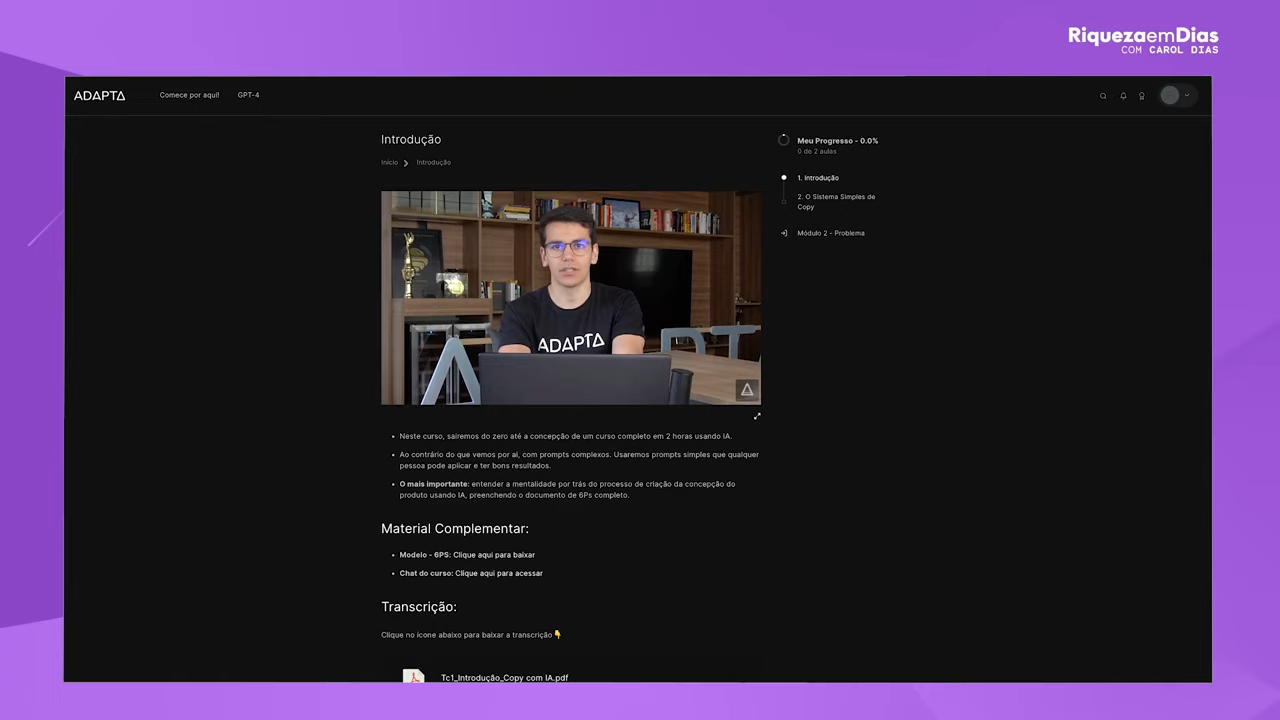 RiquezaemDias
COM CAROL DIAS
ADAPTA
Comece por aqui!
GPT-4
Introdução
Início
Introdução
Meu Progresso - 0.0%
0 de 2 aulas
1. Introdução
2. O Sistema Simples de
Copy
Módulo 2 - Problema
ADAPTA
Neste curso, sairemos do zero até a concepção de um curso completo em 2 horas usando IA.
Ao contrário do que vemos por aí, com prompts complexos. Usaremos prompts simples que qualquer
pessoa pode aplicar e ter bons resultados.
O mais importante: entender a mentalidade por trás do processo de criação da concepção do
produto usando IA, preenchendo o documento de 6Ps completo.
Material Complementar:
Modelo - 6PS: Clique aqui para baixar
Chat do curso: Clique aqui para acessar
Transcrição:
Clique no ícone abaixo para baixar a transcrição👇
Tc1_Introdução_Copy com IA.pdf